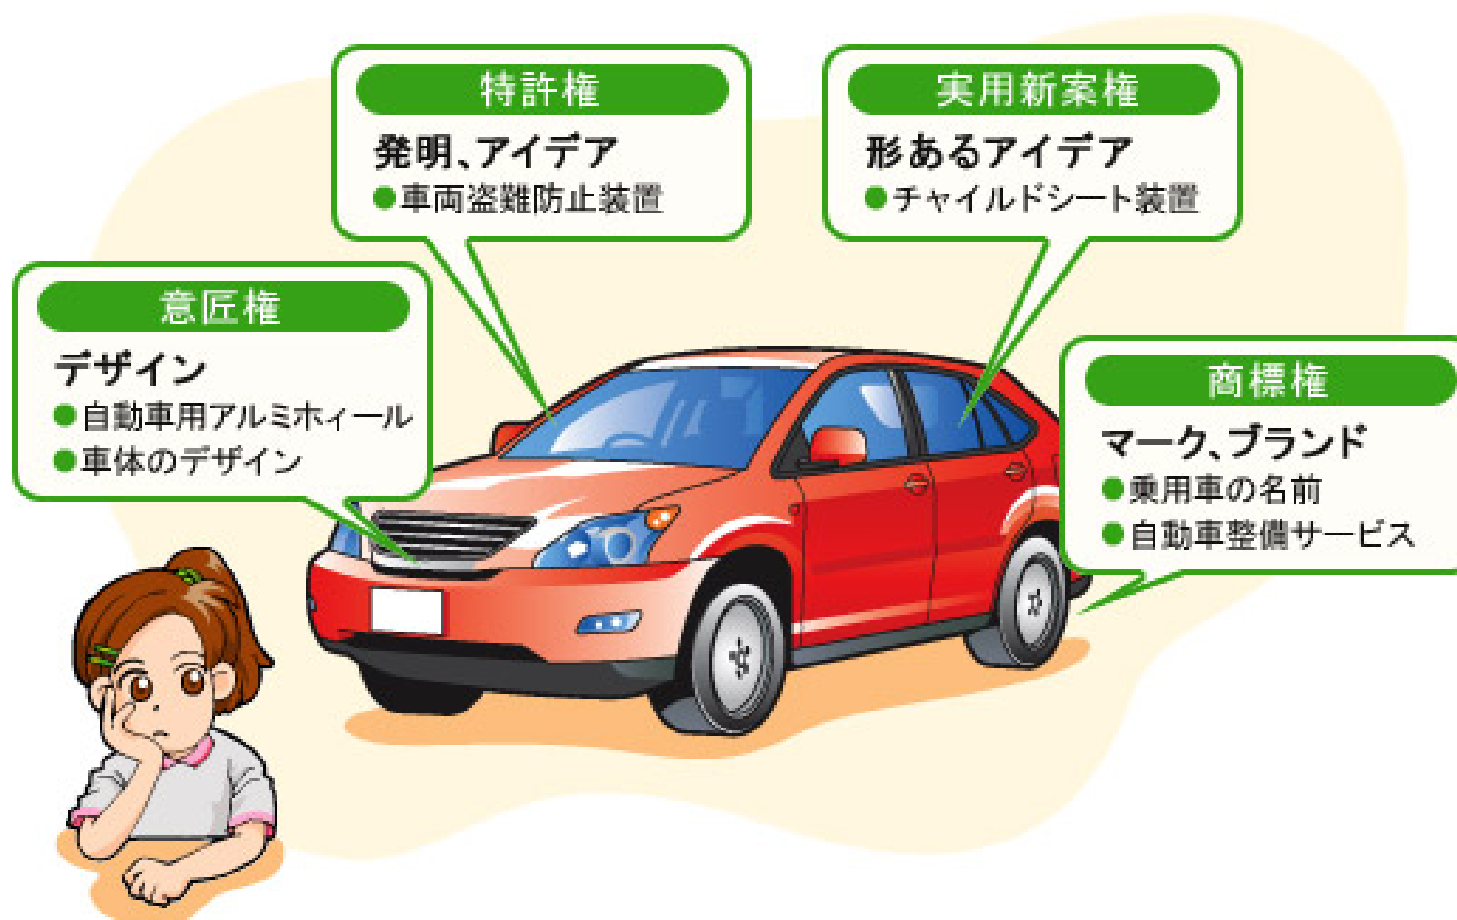 特許権
発明、アイデア
●車両盗難防止装置
実用新案権
形あるアイデア
●チャイルドシート装置
意匠権
デザイン
●自動車用アルミホィール
●車体のデザイン
商標権
マーク、ブランド
●乗用車の名前
●自動車整備サービス